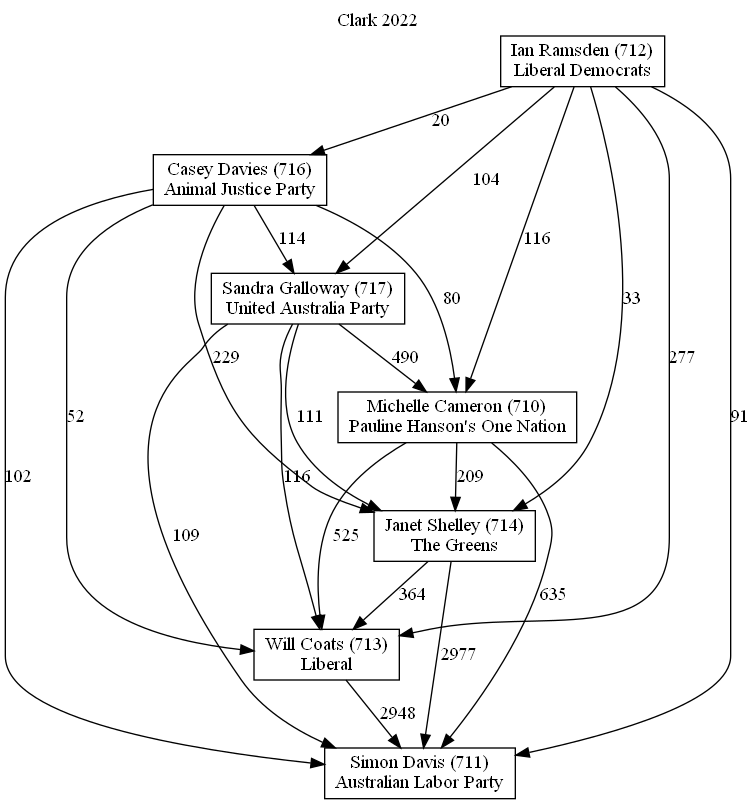 Clark 2022
Ian Ramsden (712)
Liberal Democrats
20
Casey Davies (716)
Animal Justice Party
104
114
116
80
33
Sandra Galloway (717)
United Australia Party
229
490
277
Michelle Cameron (710)
Pauline Hanson's One Nation
52
111
91
102
116
209
109
525
Janet Shelley (714)
The Greens
364
635
Will Coats (713)
Liberal
2977
2948
Simon Davis (711)
Australian Labor Party